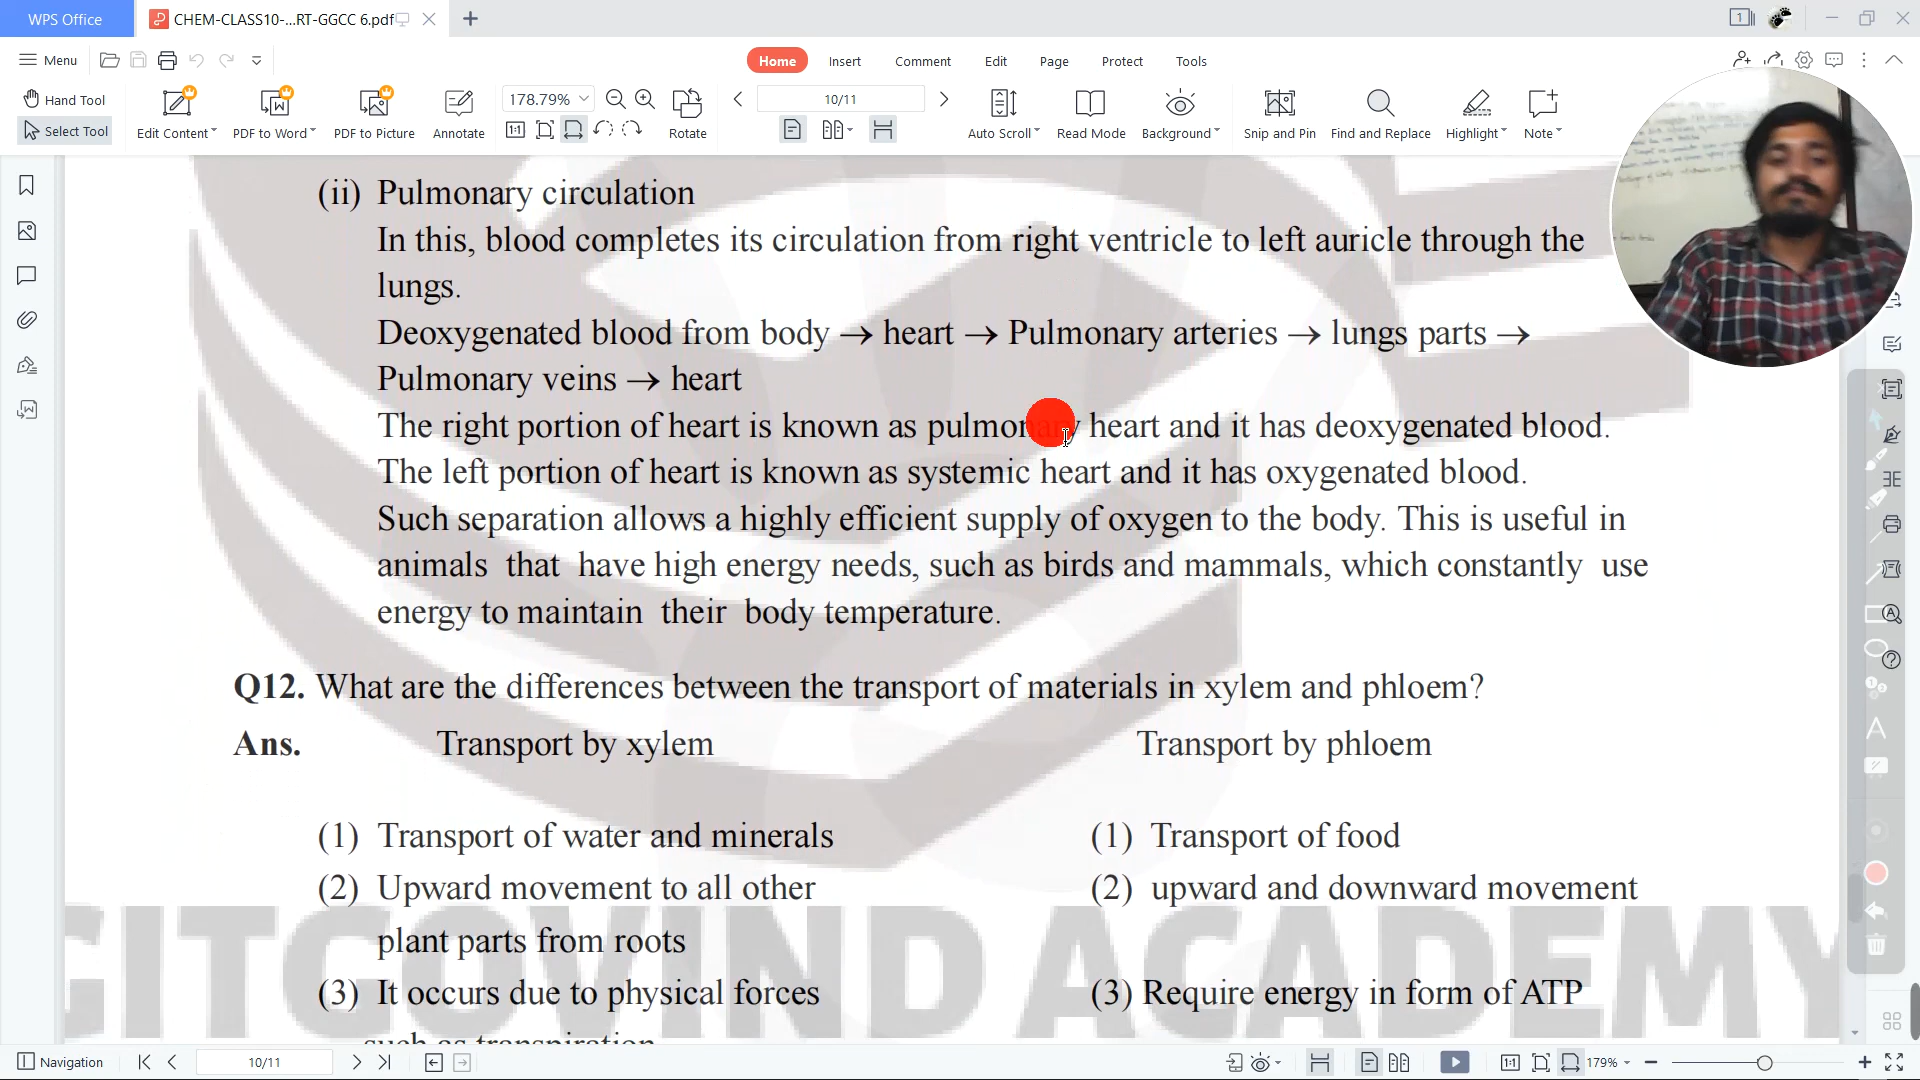 WPS Office
CHEM-CLASS10-...RT-GGCC 6.pdf
1
Menu
Home Insert Comment Edit Page Protect Tools
Hand Tool
Select Tool
Edit Content
PDF to Word
PDF to Picture
Annotate
178.79%
1:1
Rotate
10/11
Auto Scroll
Read Mode
Background
Snip and Pin
Find and Replace
Highlight
Note
(ii) Pulmonary circulation
In this, blood completes its circulation from right ventricle to left auricle through the
lungs.
Deoxygenated blood from body → heart → Pulmonary arteries → lungs parts →
Pulmonary veins → heart
The right portion of heart is known as pulmonary heart and it has deoxygenated blood.
The left portion of heart is known as systemic heart and it has oxygenated blood.
Such separation allows a highly efficient supply of oxygen to the body. This is useful in
animals that have high energy needs, such as birds and mammals, which constantly use
energy to maintain their body temperature.
Q12. What are the differences between the transport of materials in xylem and phloem?
Ans. Transport by xylem Transport by phloem
(1) Transport of water and minerals (1) Transport of food
(2) Upward movement to all other (2) upward and downward movement
plant parts from roots
(3) It occurs due to physical forces (3) Require energy in form of ATP
such as transpiration
GITGOVIND ACADEMY
Navigation
10/11
1:1
179%